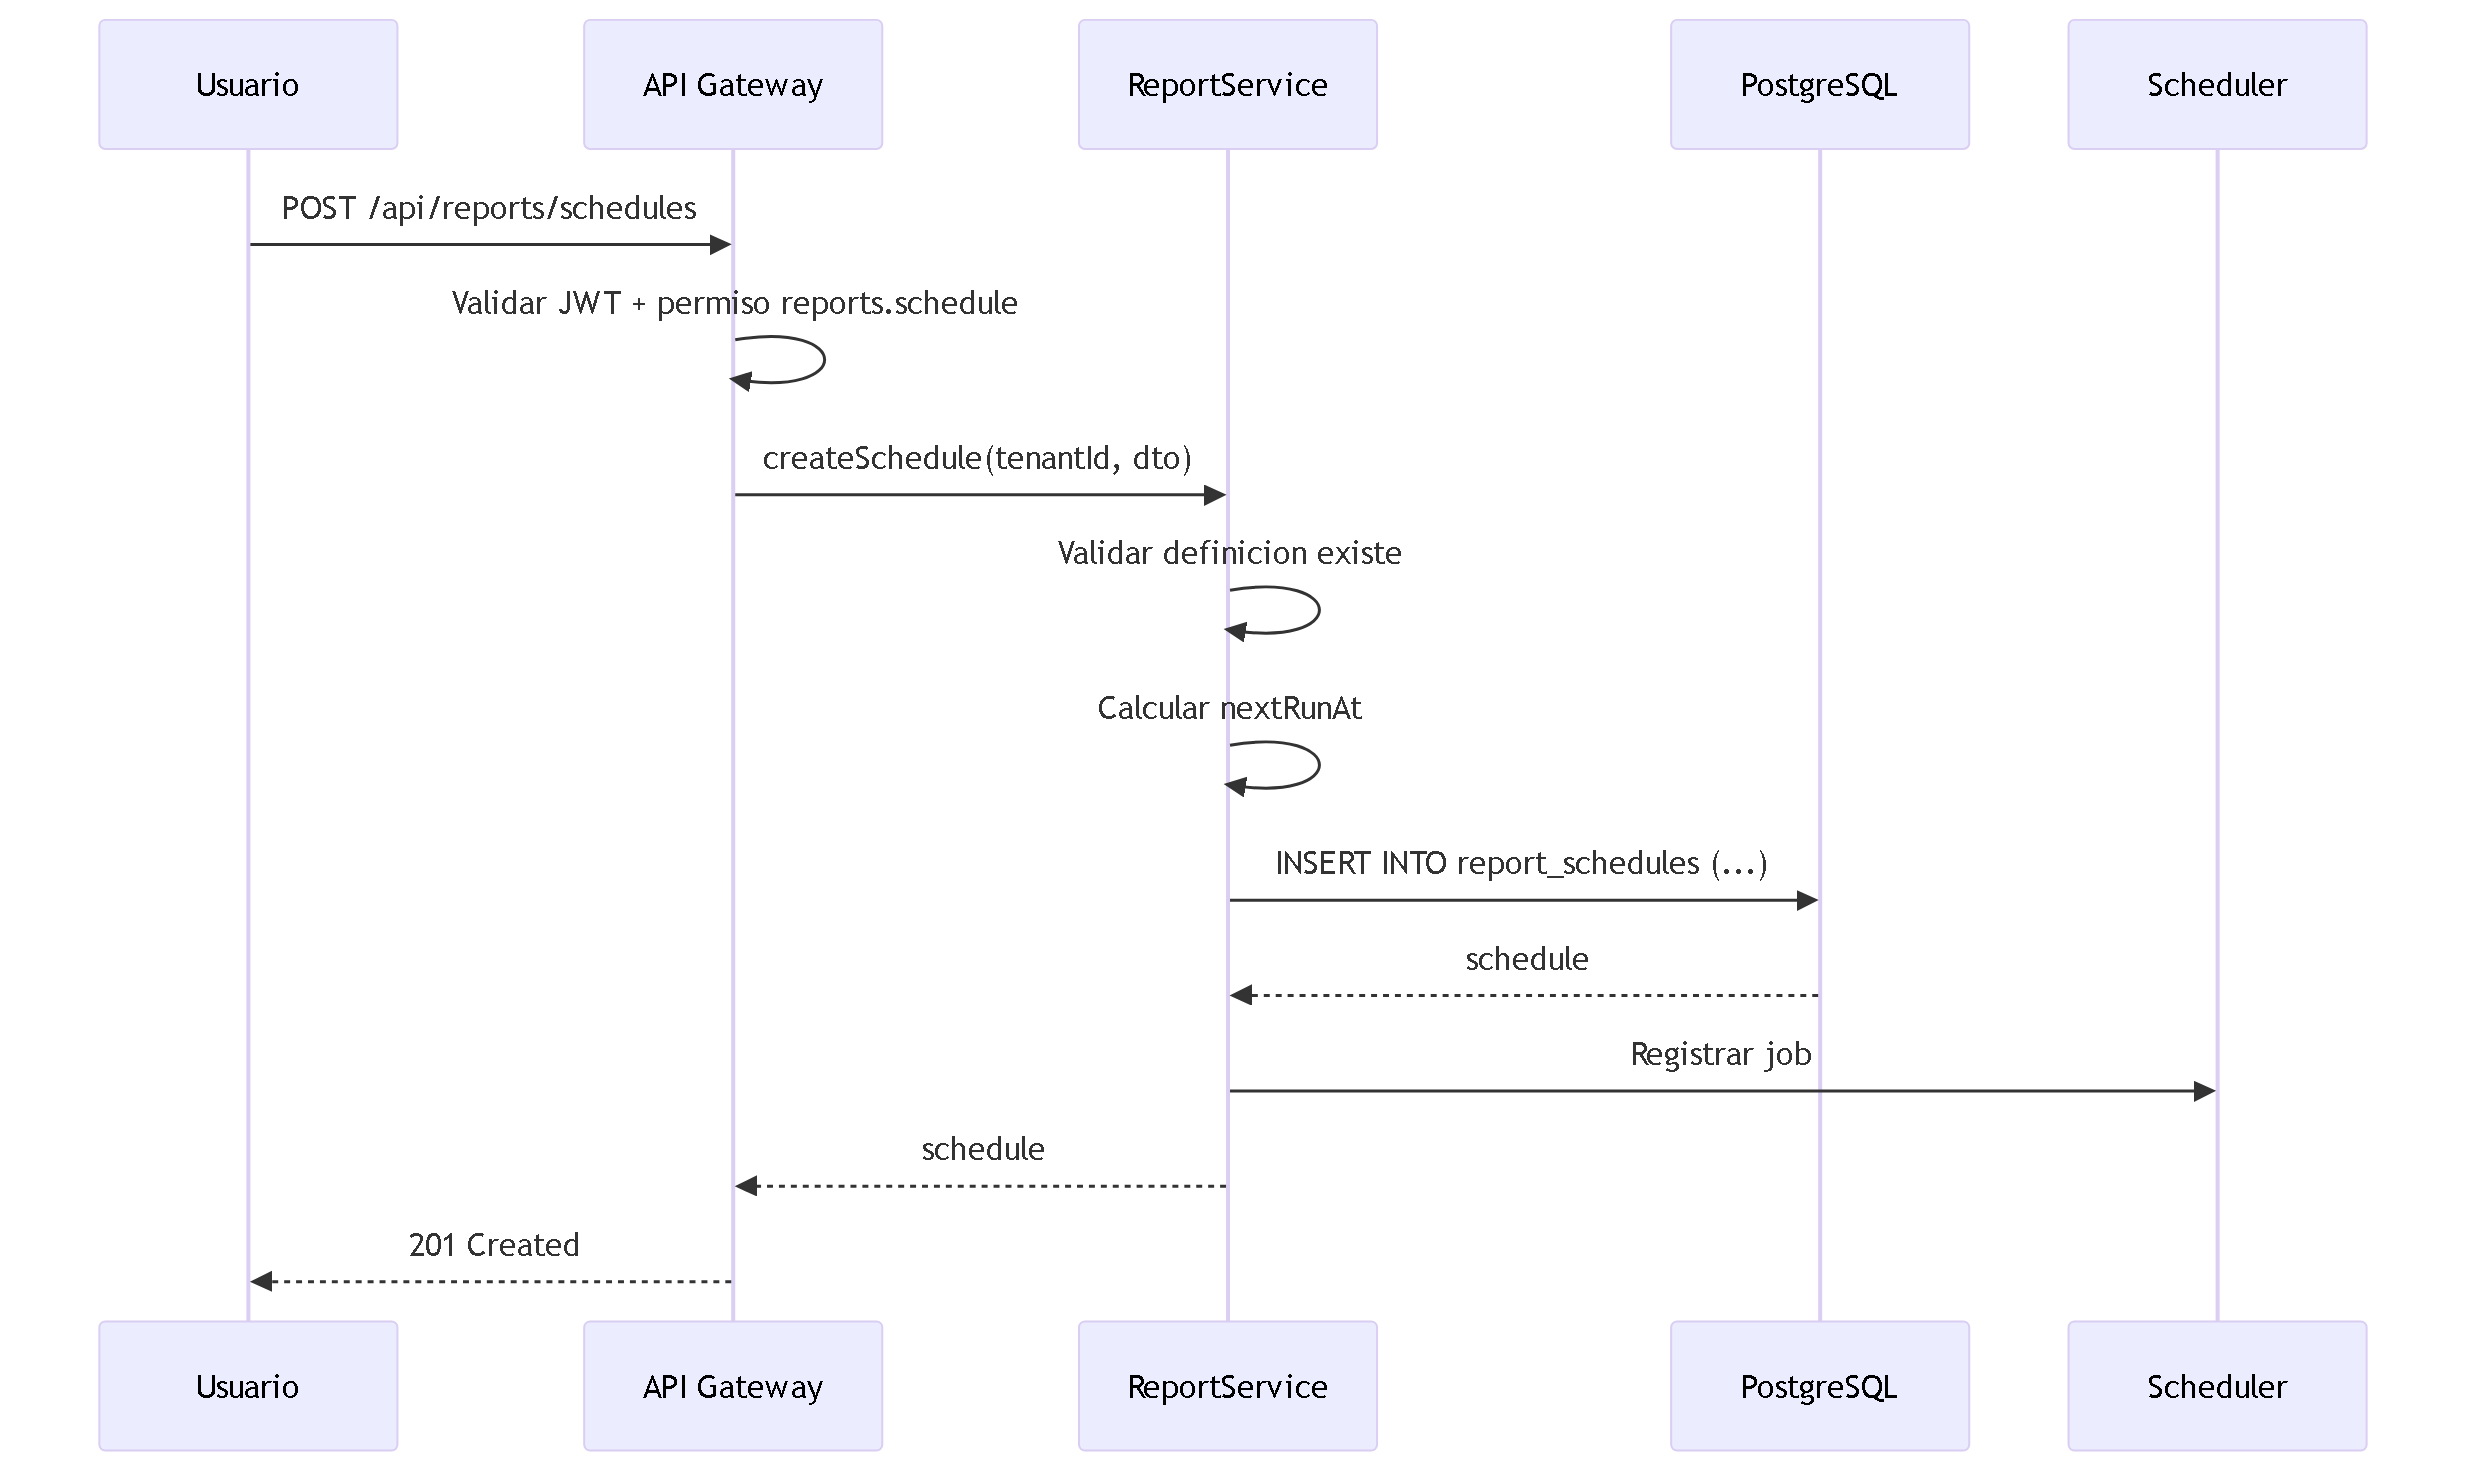 Usuario
API Gateway
ReportService
PostgreSQL
Scheduler
POST /api/reports/schedules
Validar JWT + permiso reports.schedule
createSchedule(tenantId, dto)
Validar definicion existe
Calcular nextRunAt
INSERT INTO report_schedules (...)
schedule
Registrar job
schedule
201 Created
Usuario
API Gateway
ReportService
PostgreSQL
Scheduler